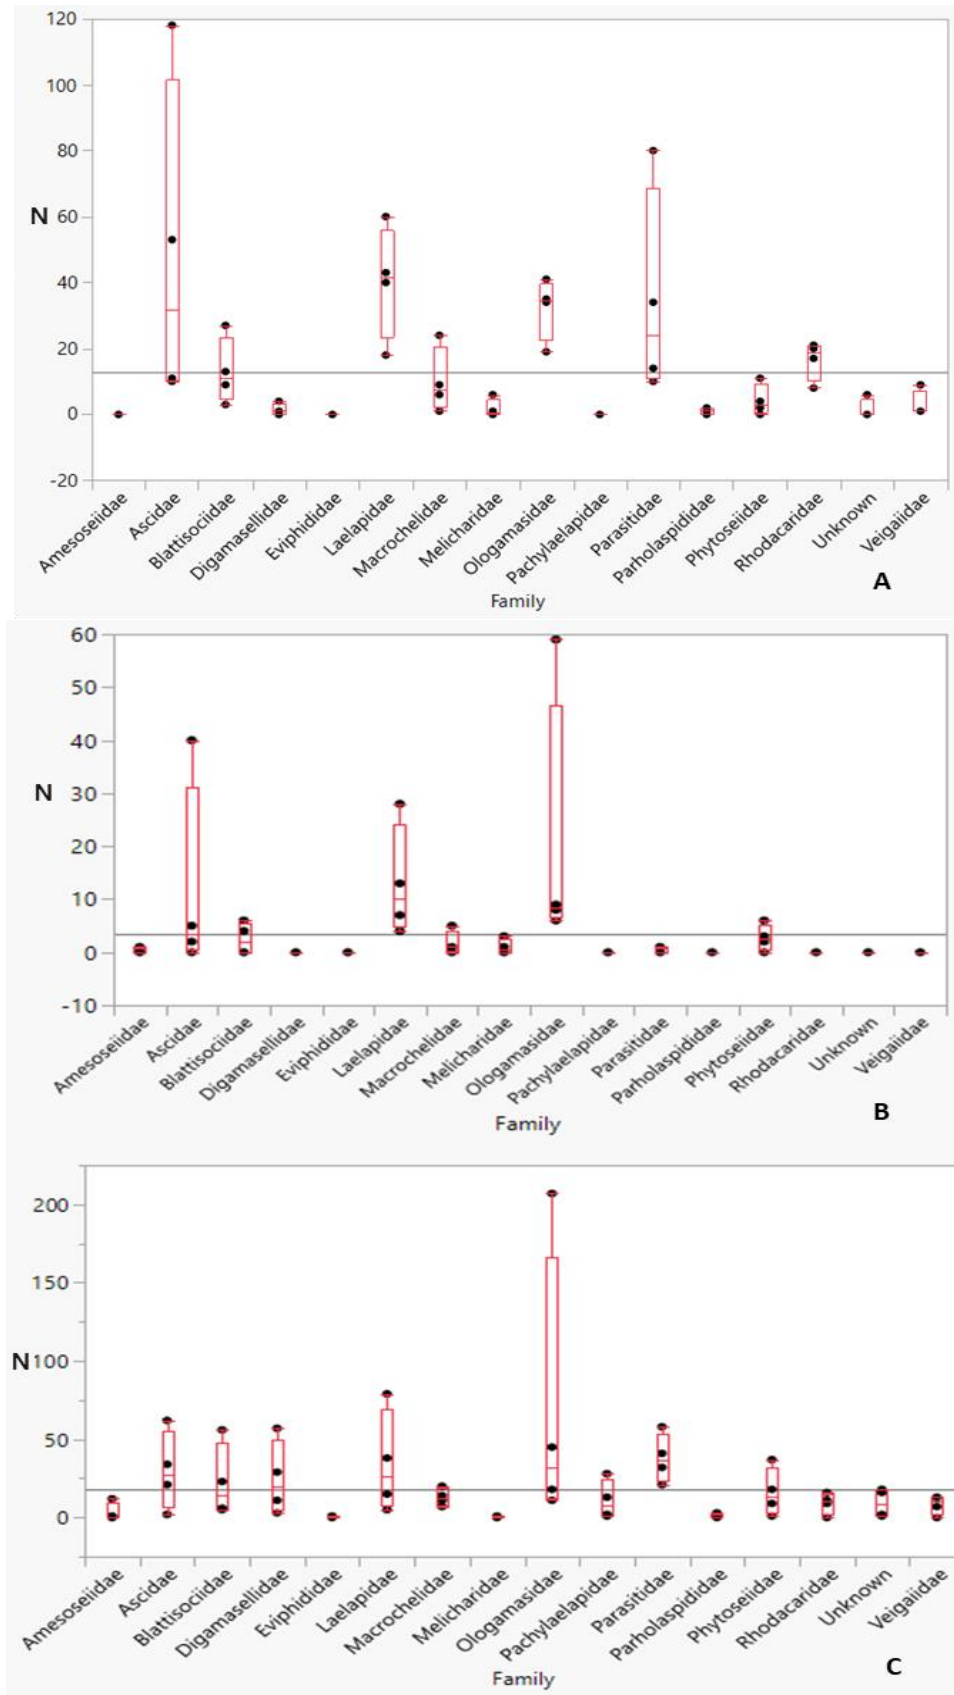 120
100
80
N 60
40
20
0
-20
Amesoseiidae
Ascidae
Blattisociidae
Digamasellidae
Eviphididae
Laelapidae
Macrochelidae
Melicharidae
Ologamasidae
Pachylaelapidae
Parasitidae
Parholaspididae
Phytoseiidae
Rhodacaridae
Unknown
Veigaiidae
A
Family
60
50
40
N 30
20
10
0
-10
Amesoseiidae
Ascidae
Blattisociidae
Digamasellidae
Eviphididae
Laelapidae
Macrochelidae
Melicharidae
Ologamasidae
Pachylaelapidae
Parasitidae
Parholaspididae
Phytoseiidae
Rhodacaridae
Unknown
Veigaiidae
B
Family
200
150
N 100
50
0
Amesoseiidae
Ascidae
Blattisociidae
Digamasellidae
Eviphididae
Laelapidae
Macrochelidae
Melicharidae
Ologamasidae
Pachylaelapidae
Parasitidae
Parholaspididae
Phytoseiidae
Rhodacaridae
Unknown
Veigaiidae
C
Family